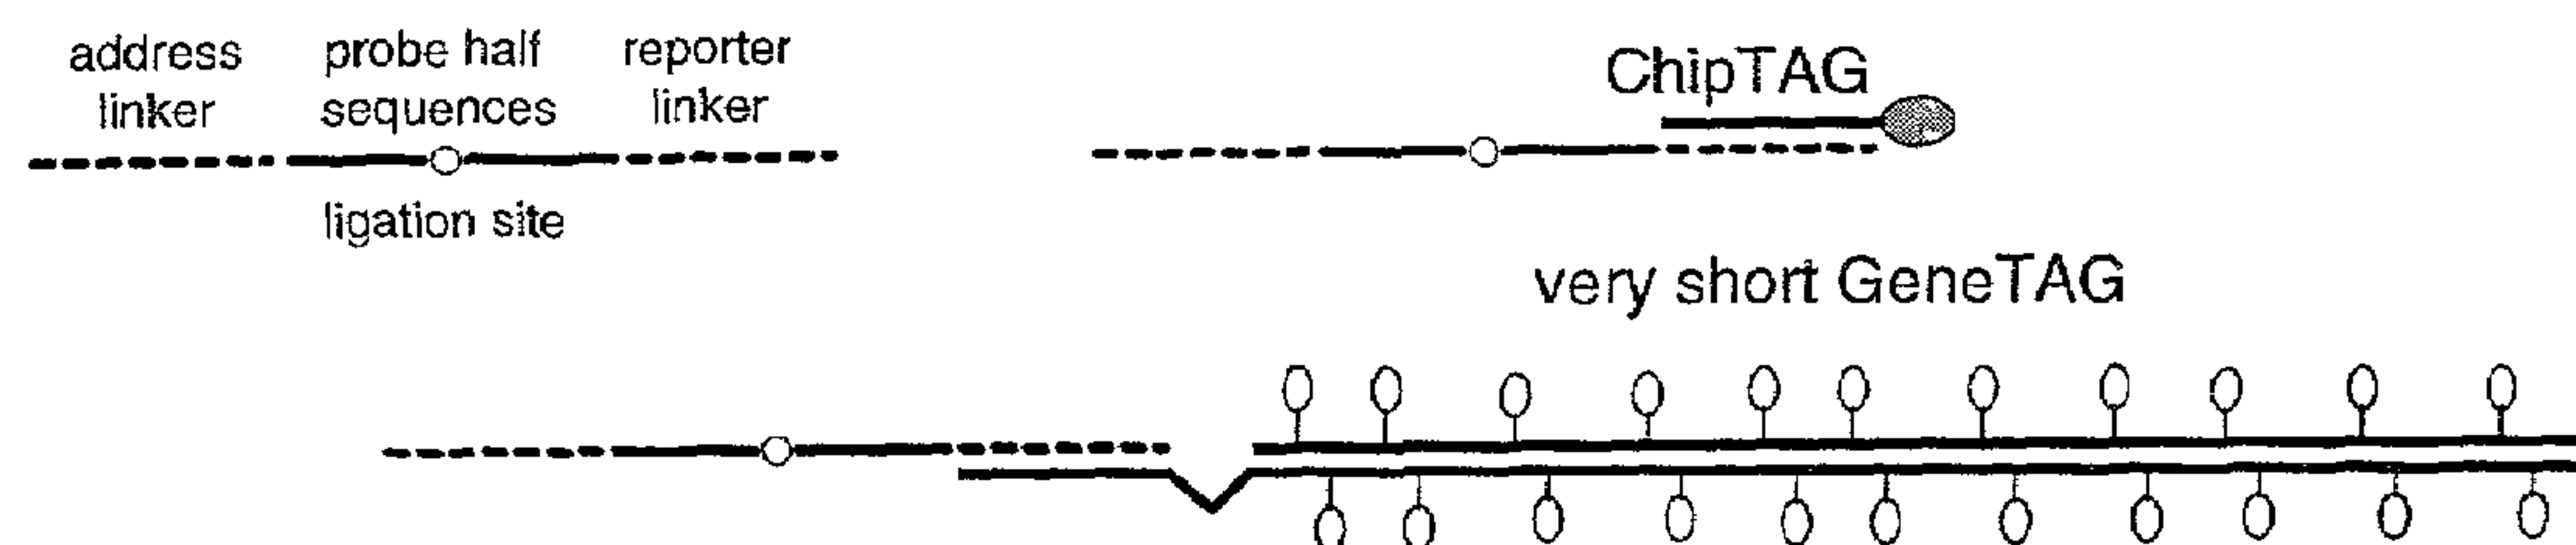 address
linker
probe half
sequences
reporter
linker
ligation site
ChipTAG
very short GeneTAG